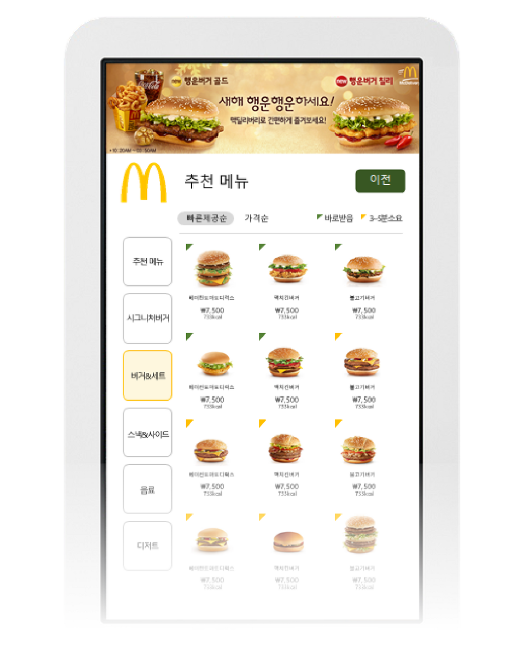 new 행운버거 골드
new 행운버거 칠리
새해 행운행운하세요!
맥딜리버리로 간편하게 즐겨보세요!
추천 메뉴
이전
빠른제공순 가격순 바로받음 3~5분소요
추천 메뉴
시그니처버거
버거&세트
스낵&사이드
음료
디저트
베이컨토마토디럭스 맥치킨버거 불고기버거
₩7,500 ₩7,500 ₩7,500
733kcal 733kcal 733kcal
베이컨토마토디럭스 맥치킨버거 불고기버거
₩7,500 ₩7,500 ₩7,500
733kcal 733kcal 733kcal
베이컨토마토디럭스 맥치킨버거 불고기버거
₩7,500 ₩7,500 ₩7,500
733kcal 733kcal 733kcal
베이컨토마토디럭스 맥치킨버거 불고기버거
₩7,500 ₩7,500 ₩7,500
733kcal 733kcal 733kcal